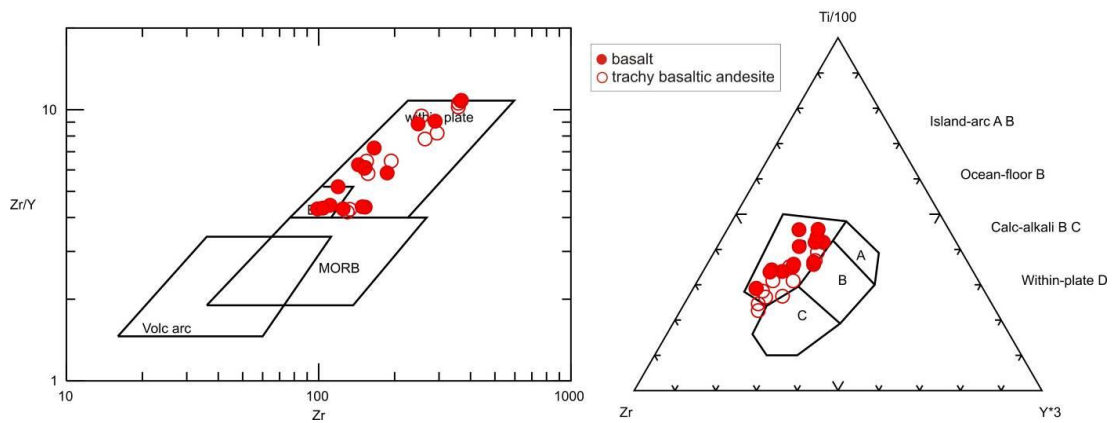 10
Zr/Y
1
10
100
1000
Zr
within plate
MORB
Volc arc
basalt
trachy basaltic andesite
Ti/100
Island-arc A B
Ocean-floor B
Calc-alkali B C
Within-plate D
A
B
C
Zr
Y*3